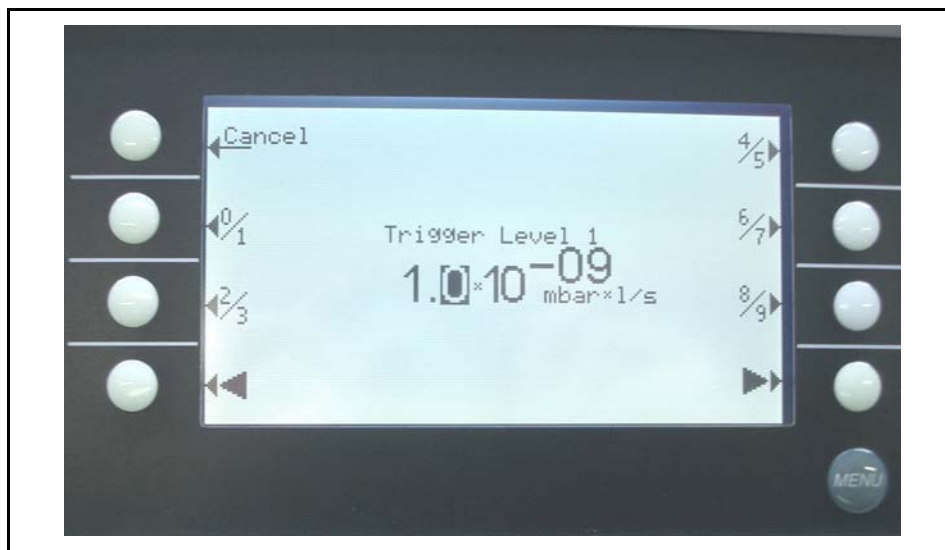 Cancel
4/5
0/1
6/7
Trigger Level 1
1.0×10-09
mbar×l/s
2/3
8/9
MENU